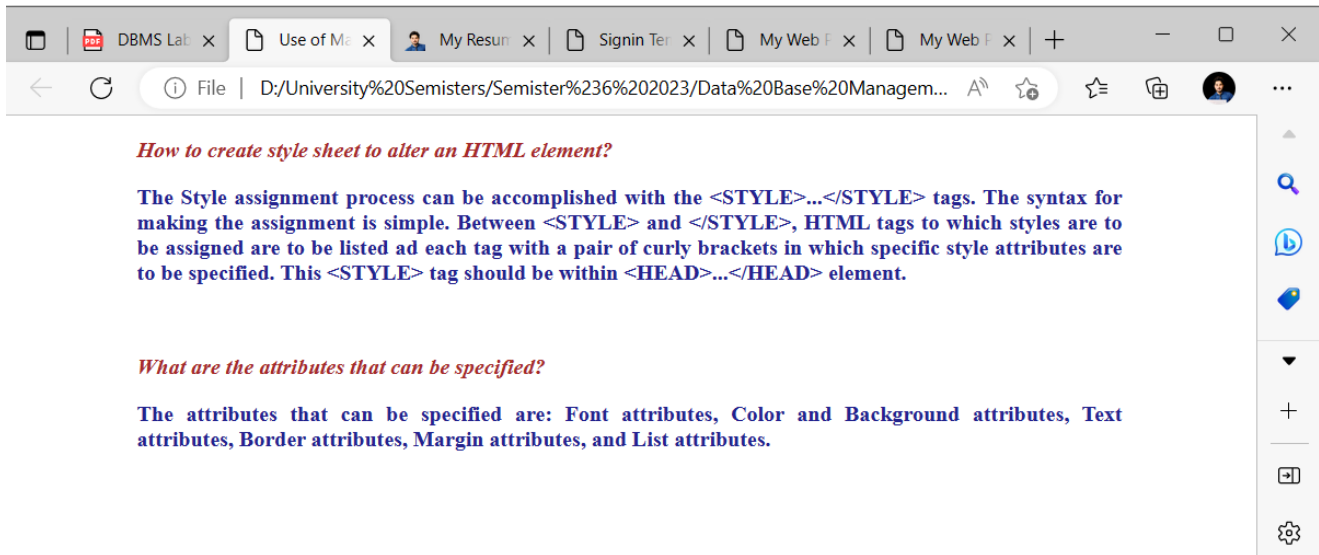 DBMS Lab
Use of Ma
My Resum
Signin Ter
My Web P
My Web P
File
D:/University%20Semisters/Semister%236%202023/Data%20Base%20Managem...
How to create style sheet to alter an HTML element?
The Style assignment process can be accomplished with the <STYLE>...</STYLE> tags. The syntax for
making the assignment is simple. Between <STYLE> and </STYLE>, HTML tags to which styles are to
be assigned are to be listed ad each tag with a pair of curly brackets in which specific style attributes are
to be specified. This <STYLE> tag should be within <HEAD>...</HEAD> element.
What are the attributes that can be specified?
The attributes that can be specified are: Font attributes, Color and Background attributes, Text
attributes, Border attributes, Margin attributes, and List attributes.